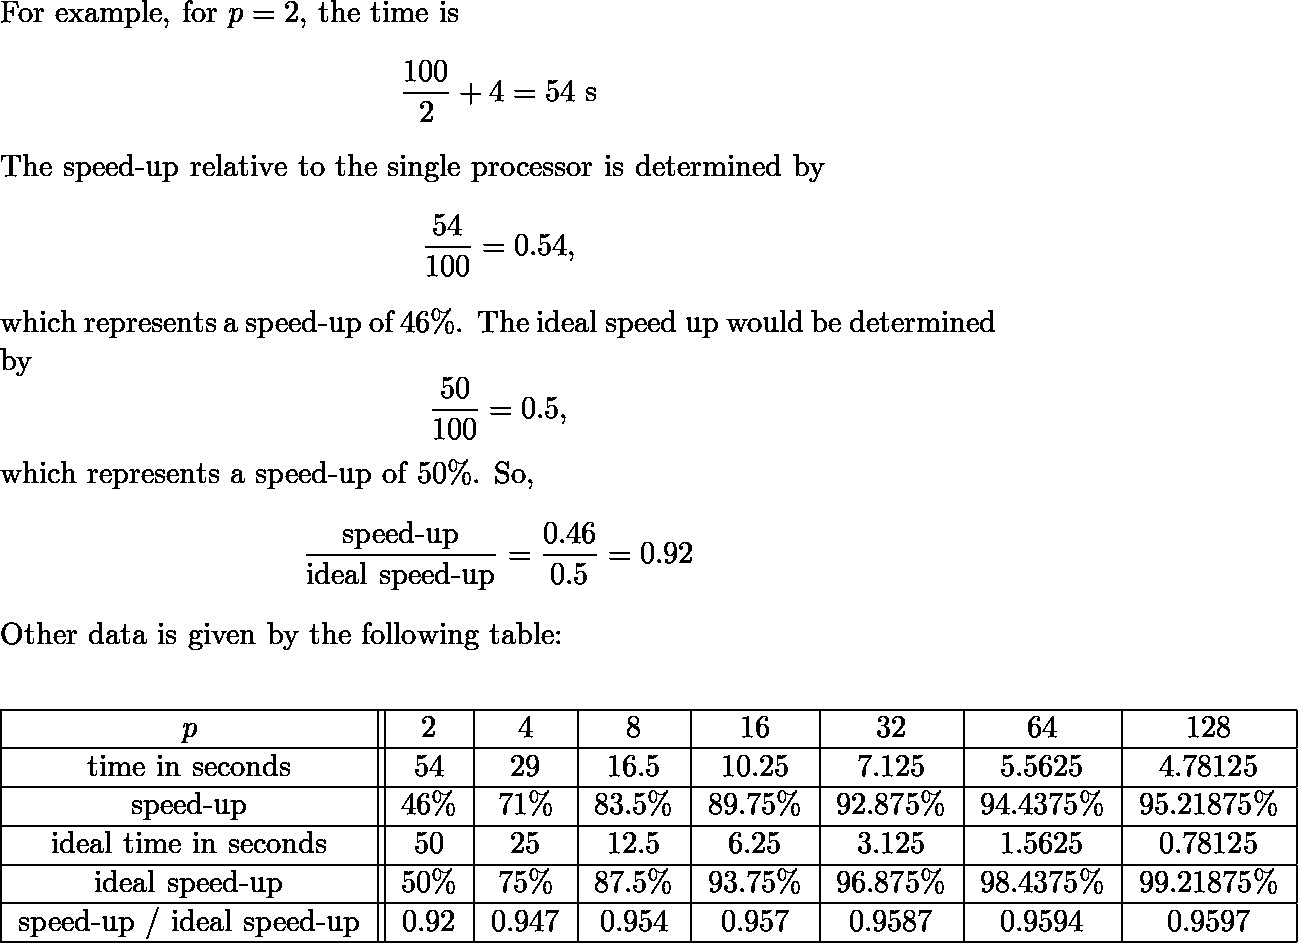 For example, for p = 2, the time is
100/2 + 4 = 54 s
The speed-up relative to the single processor is determined by
54/100 = 0.54,
which represents a speed-up of 46%. The ideal speed up would be determined
by
50/100 = 0.5,
which represents a speed-up of 50%. So,
speed-up/ideal speed-up = 0.46/0.5 = 0.92
Other data is given by the following table:
p 2 4 8 16 32 64 128
time in seconds 54 29 16.5 10.25 7.125 5.5625 4.78125
speed-up 46% 71% 83.5% 89.75% 92.875% 94.4375% 95.21875%
ideal time in seconds 50 25 12.5 6.25 3.125 1.5625 0.78125
ideal speed-up 50% 75% 87.5% 93.75% 96.875% 98.4375% 99.21875%
speed-up / ideal speed-up 0.92 0.947 0.954 0.957 0.9587 0.9594 0.9597